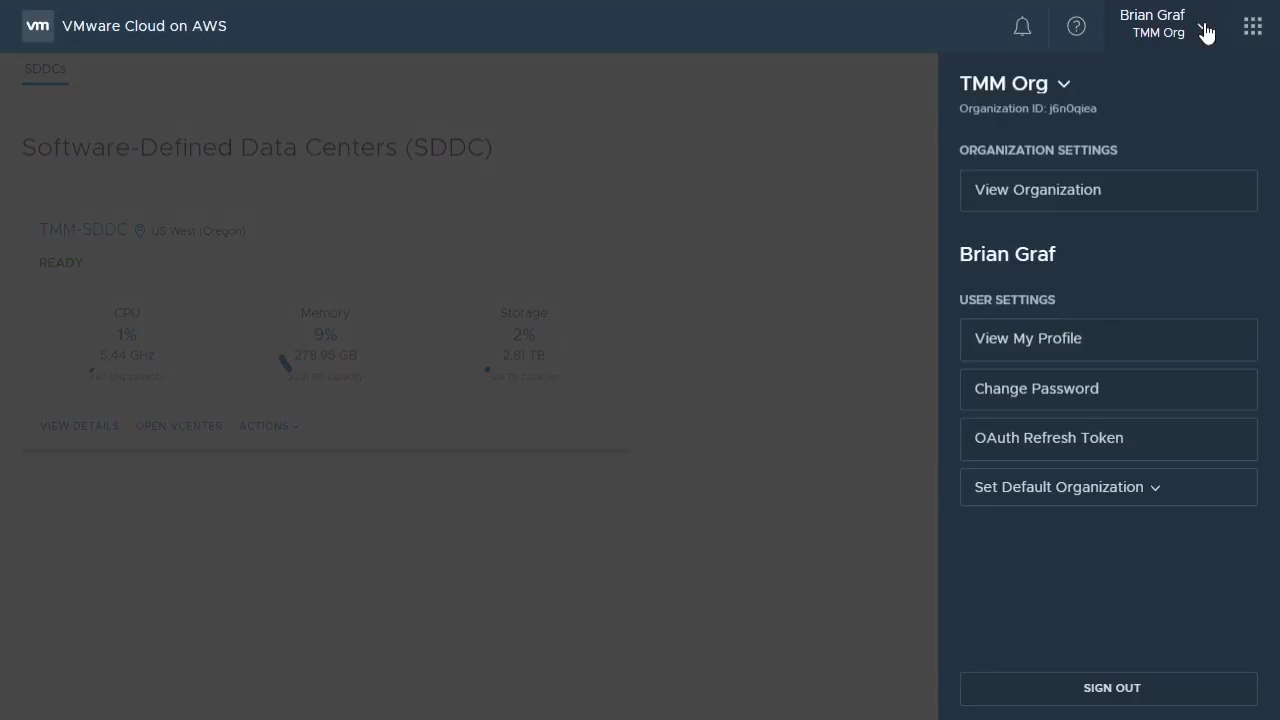 vm VMware Cloud on AWS
Brian Graf
TMM Org
SDDCs
Software-Defined Data Centers (SDDC)
TMM-SDDC US West (Oregon)
READY
CPU Memory Storage
1% 9% 2%
5.44 GHz 278.95 GB 2.81 TB
capacity capacity capacity
VIEW DETAILS OPEN VCENTER ACTIONS
TMM Org
Organization ID: j6n0qiea
ORGANIZATION SETTINGS
View Organization
Brian Graf
USER SETTINGS
View My Profile
Change Password
OAuth Refresh Token
Set Default Organization
SIGN OUT